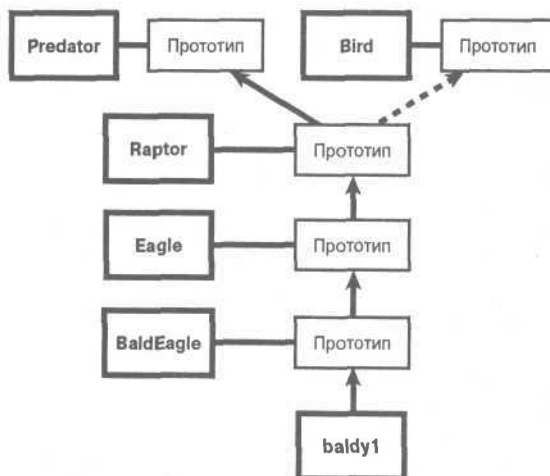 Predator
Прототип
Bird
Прототип
Raptor
Прототип
Eagle
Прототип
BaldEagle
Прототип
baldy1